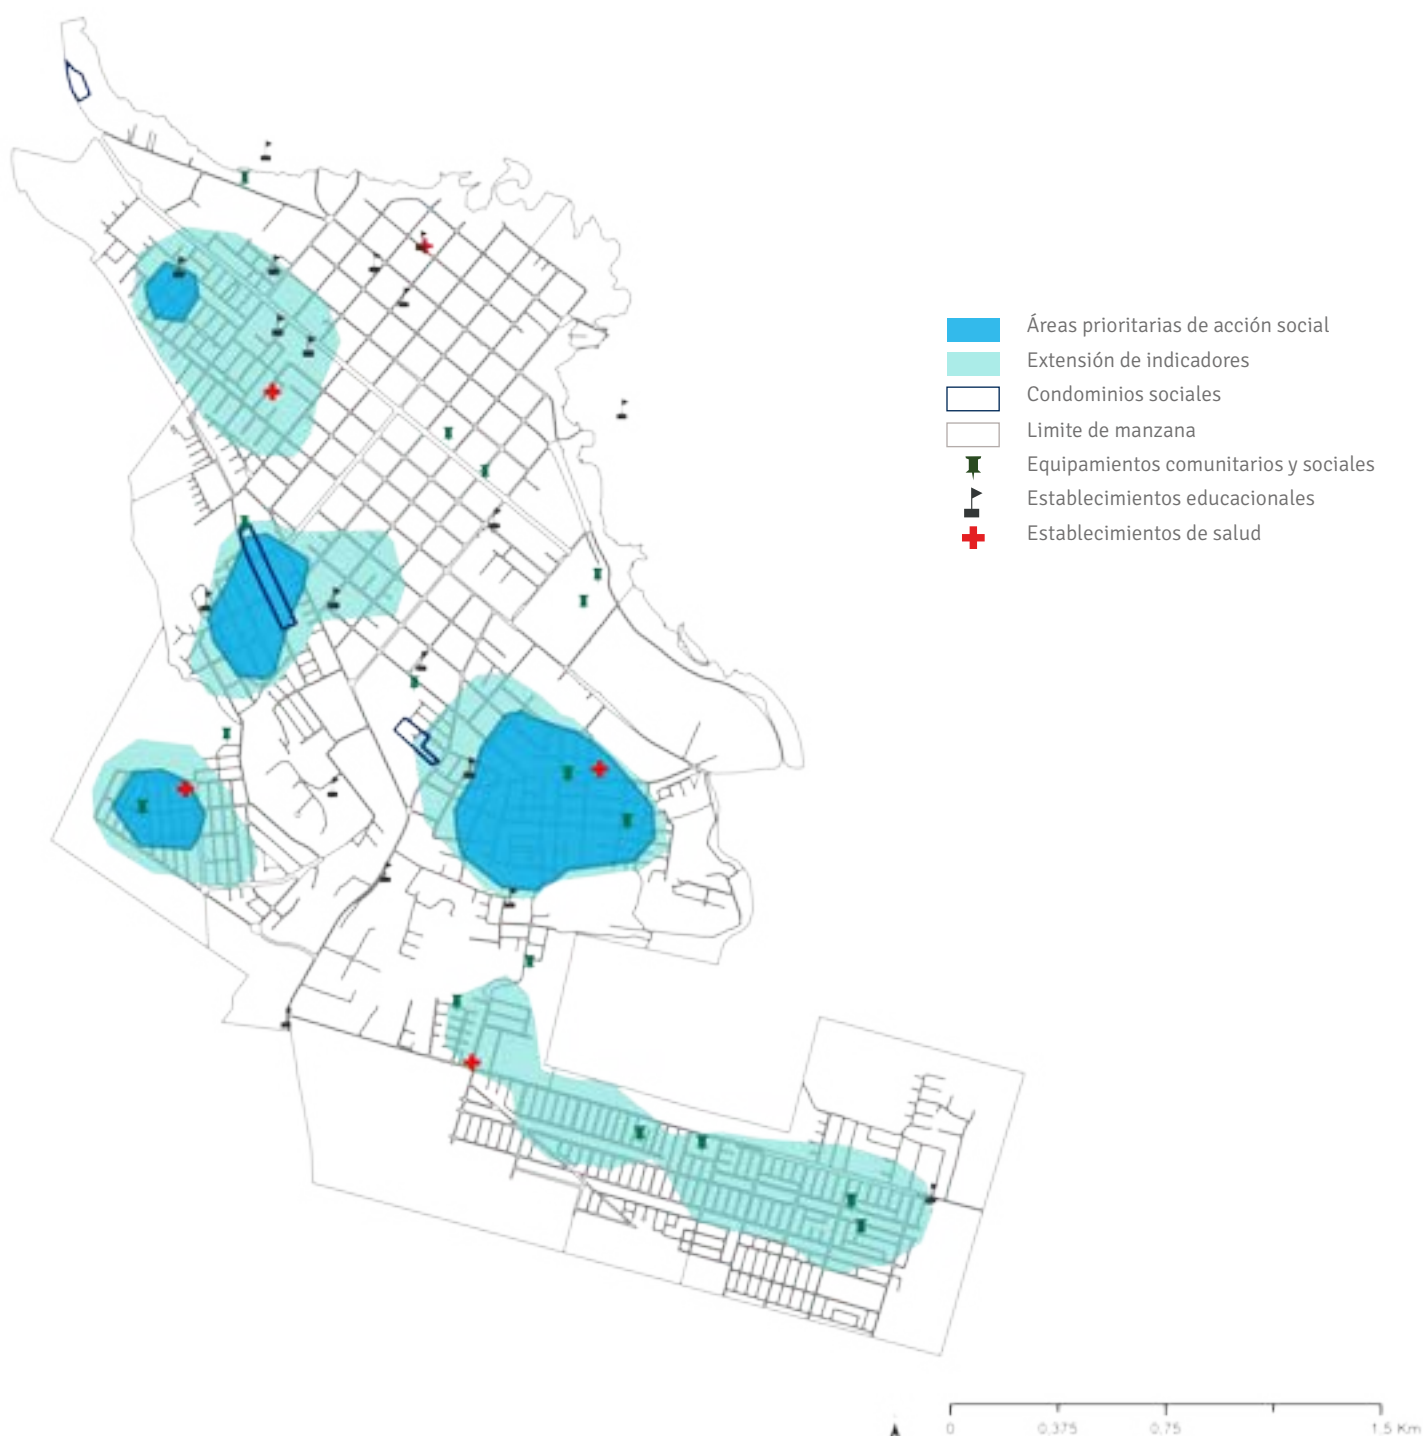 Áreas prioritarias de acción social
Extensión de indicadores
Condominios sociales
Limite de manzana
Equipamientos comunitarios y sociales
Establecimientos educacionales
Establecimientos de salud
0 0,375 0,75 1,5 Km